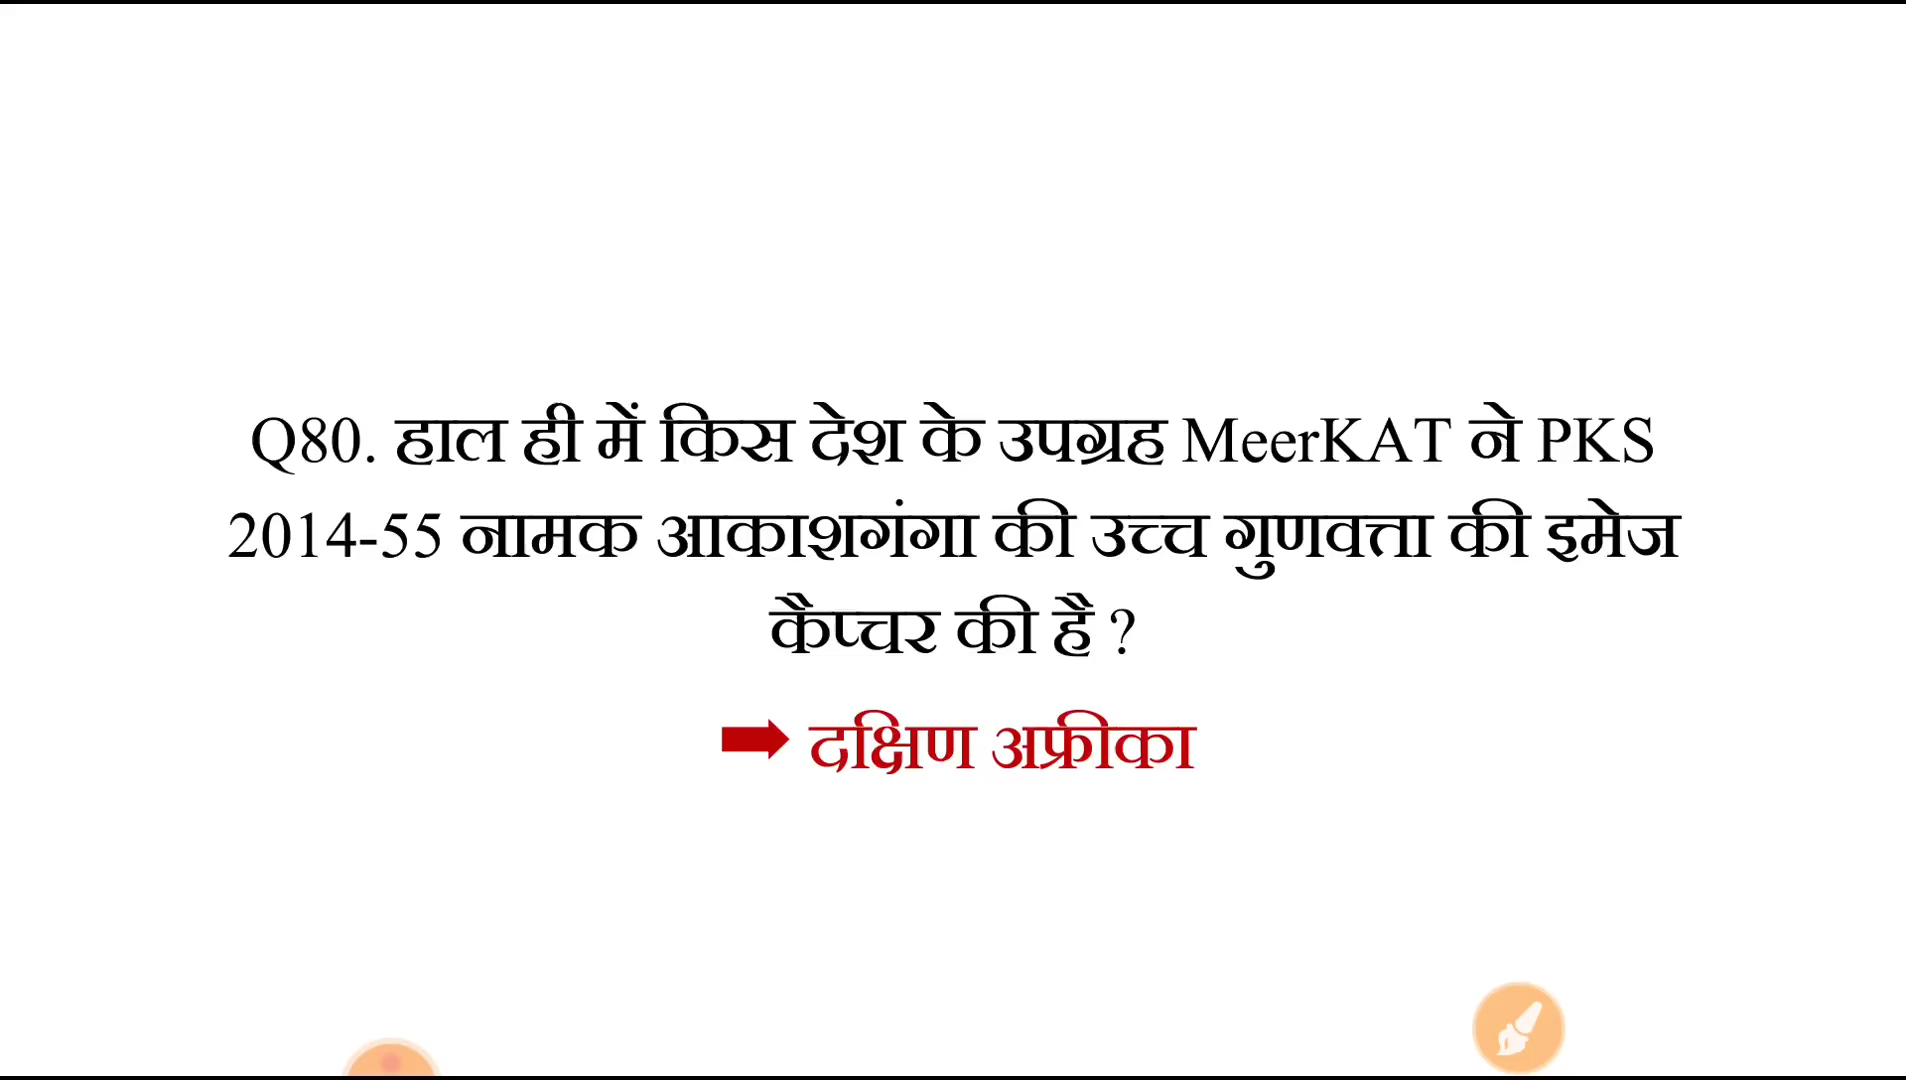 Q80. हाल ही में किस देश के उपग्रह MeerKAT ने PKS
2014-55 नामक आकाशगंगा की उच्च गुणवत्ता की इमेज
कैप्चर की है ?
➡ दक्षिण अफ्रीका